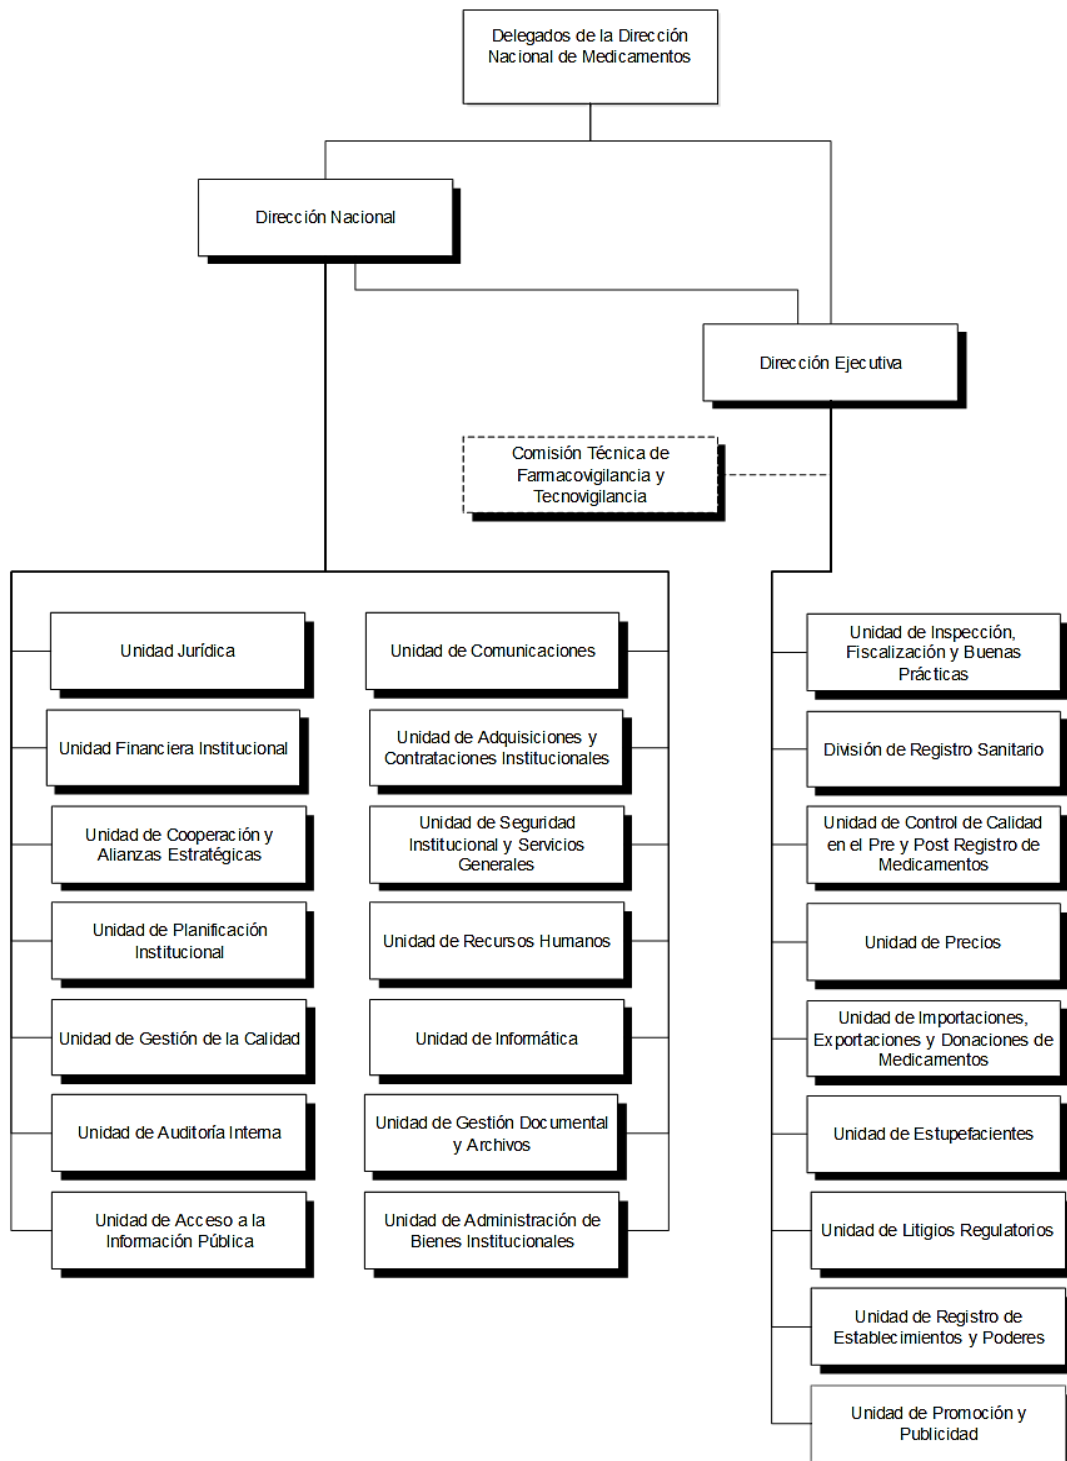 Delegados de la Dirección
Nacional de Medicamentos
Dirección Nacional
Dirección Ejecutiva
Comisión Técnica de
Farmacovigilancia y
Tecnovigilancia
Unidad Jurídica
Unidad Financiera Institucional
Unidad de Cooperación y
Alianzas Estratégicas
Unidad de Planificación
Institucional
Unidad de Gestión de la Calidad
Unidad de Auditoría Interna
Unidad de Acceso a la
Información Pública
Unidad de Comunicaciones
Unidad de Adquisiciones y
Contrataciones Institucionales
Unidad de Seguridad
Institucional y Servicios
Generales
Unidad de Recursos Humanos
Unidad de Informática
Unidad de Gestión Documental
y Archivos
Unidad de Administración de
Bienes Institucionales
Unidad de Inspección,
Fiscalización y Buenas
Prácticas
División de Registro Sanitario
Unidad de Control de Calidad
en el Pre y Post Registro de
Medicamentos
Unidad de Precios
Unidad de Importaciones,
Exportaciones y Donaciones de
Medicamentos
Unidad de Estupefacientes
Unidad de Litigios Regulatorios
Unidad de Registro de
Establecimientos y Poderes
Unidad de Promoción y
Publicidad